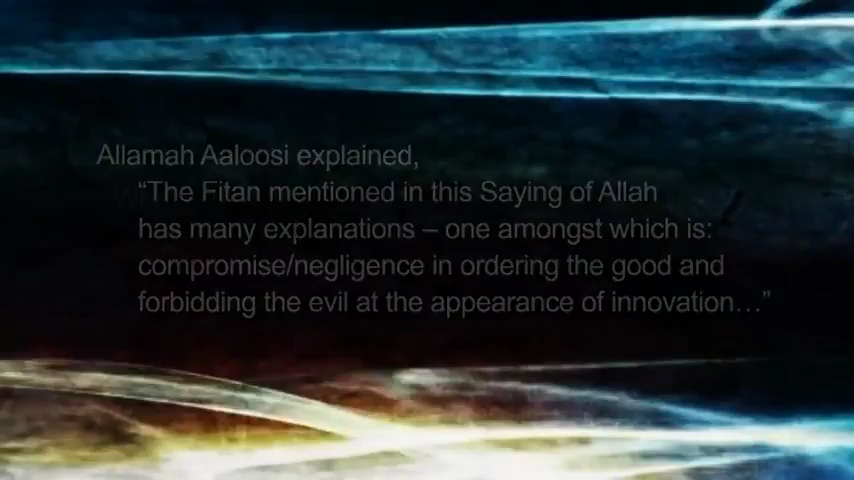 Allamah Aaloosi explained,
“The Fitan mentioned in this Saying of Allah
has many explanations – one amongst which is:
compromise/negligence in ordering the good and
forbidding the evil at the appearance of innovation…”